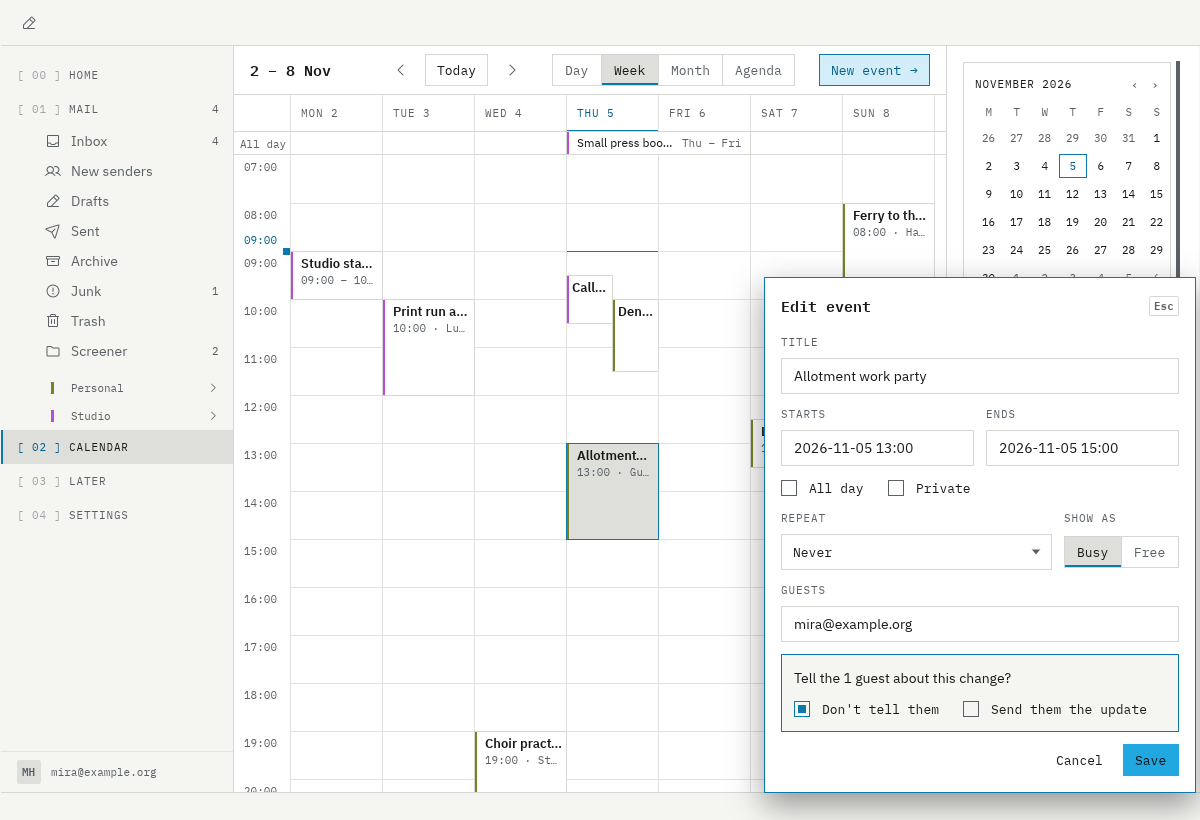 [ 00 ] HOME
[ 01 ] MAIL 4
Inbox 4
New senders
Drafts
Sent
Archive
Junk 1
Trash
Screener 2
Personal
Studio
[ 02 ] CALENDAR
[ 03 ] LATER
[ 04 ] SETTINGS
MH mira@example.org
2 – 8 Nov
Today
Day Week Month Agenda
New event →
MON 2 TUE 3 WED 4 THU 5 FRI 6 SAT 7 SUN 8
All day
Small press boo… Thu – Fri
07:00
08:00
09:00
09:00
10:00
11:00
12:00
13:00
14:00
15:00
16:00
17:00
18:00
19:00
20:00
Studio sta…
09:00 – 10…
Print run a…
10:00 · Lu…
Choir pract…
19:00 · St…
Call…
Den…
Allotment…
13:00 · Gu…
Ferry to th…
08:00 · Ha…
NOVEMBER 2026 ‹ ›
M T W T F S S
26 27 28 29 30 31 1
2 3 4 5 6 7 8
9 10 11 12 13 14 15
16 17 18 19 20 21 22
23 24 25 26 27 28 29
30 1 2 3 4 5 6
Edit event
Esc
TITLE
Allotment work party
STARTS ENDS
2026-11-05 13:00 2026-11-05 15:00
All day Private
REPEAT SHOW AS
Never Busy Free
GUESTS
mira@example.org
Tell the 1 guest about this change?
Don't tell them Send them the update
Cancel Save